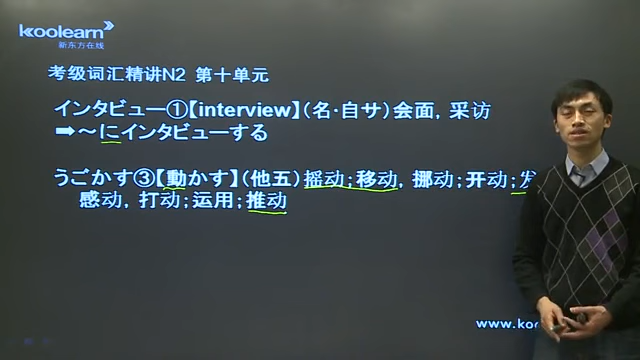 koolearn
新东方在线
考级词汇精讲N2 第十单元
インタビュー①【interview】（名·自サ）会面，采访
➡～にインタビューする
うごかす③【動かす】（他五）摇动；移动，挪动；开动；发
感动，打动；运用；推动
www.koo